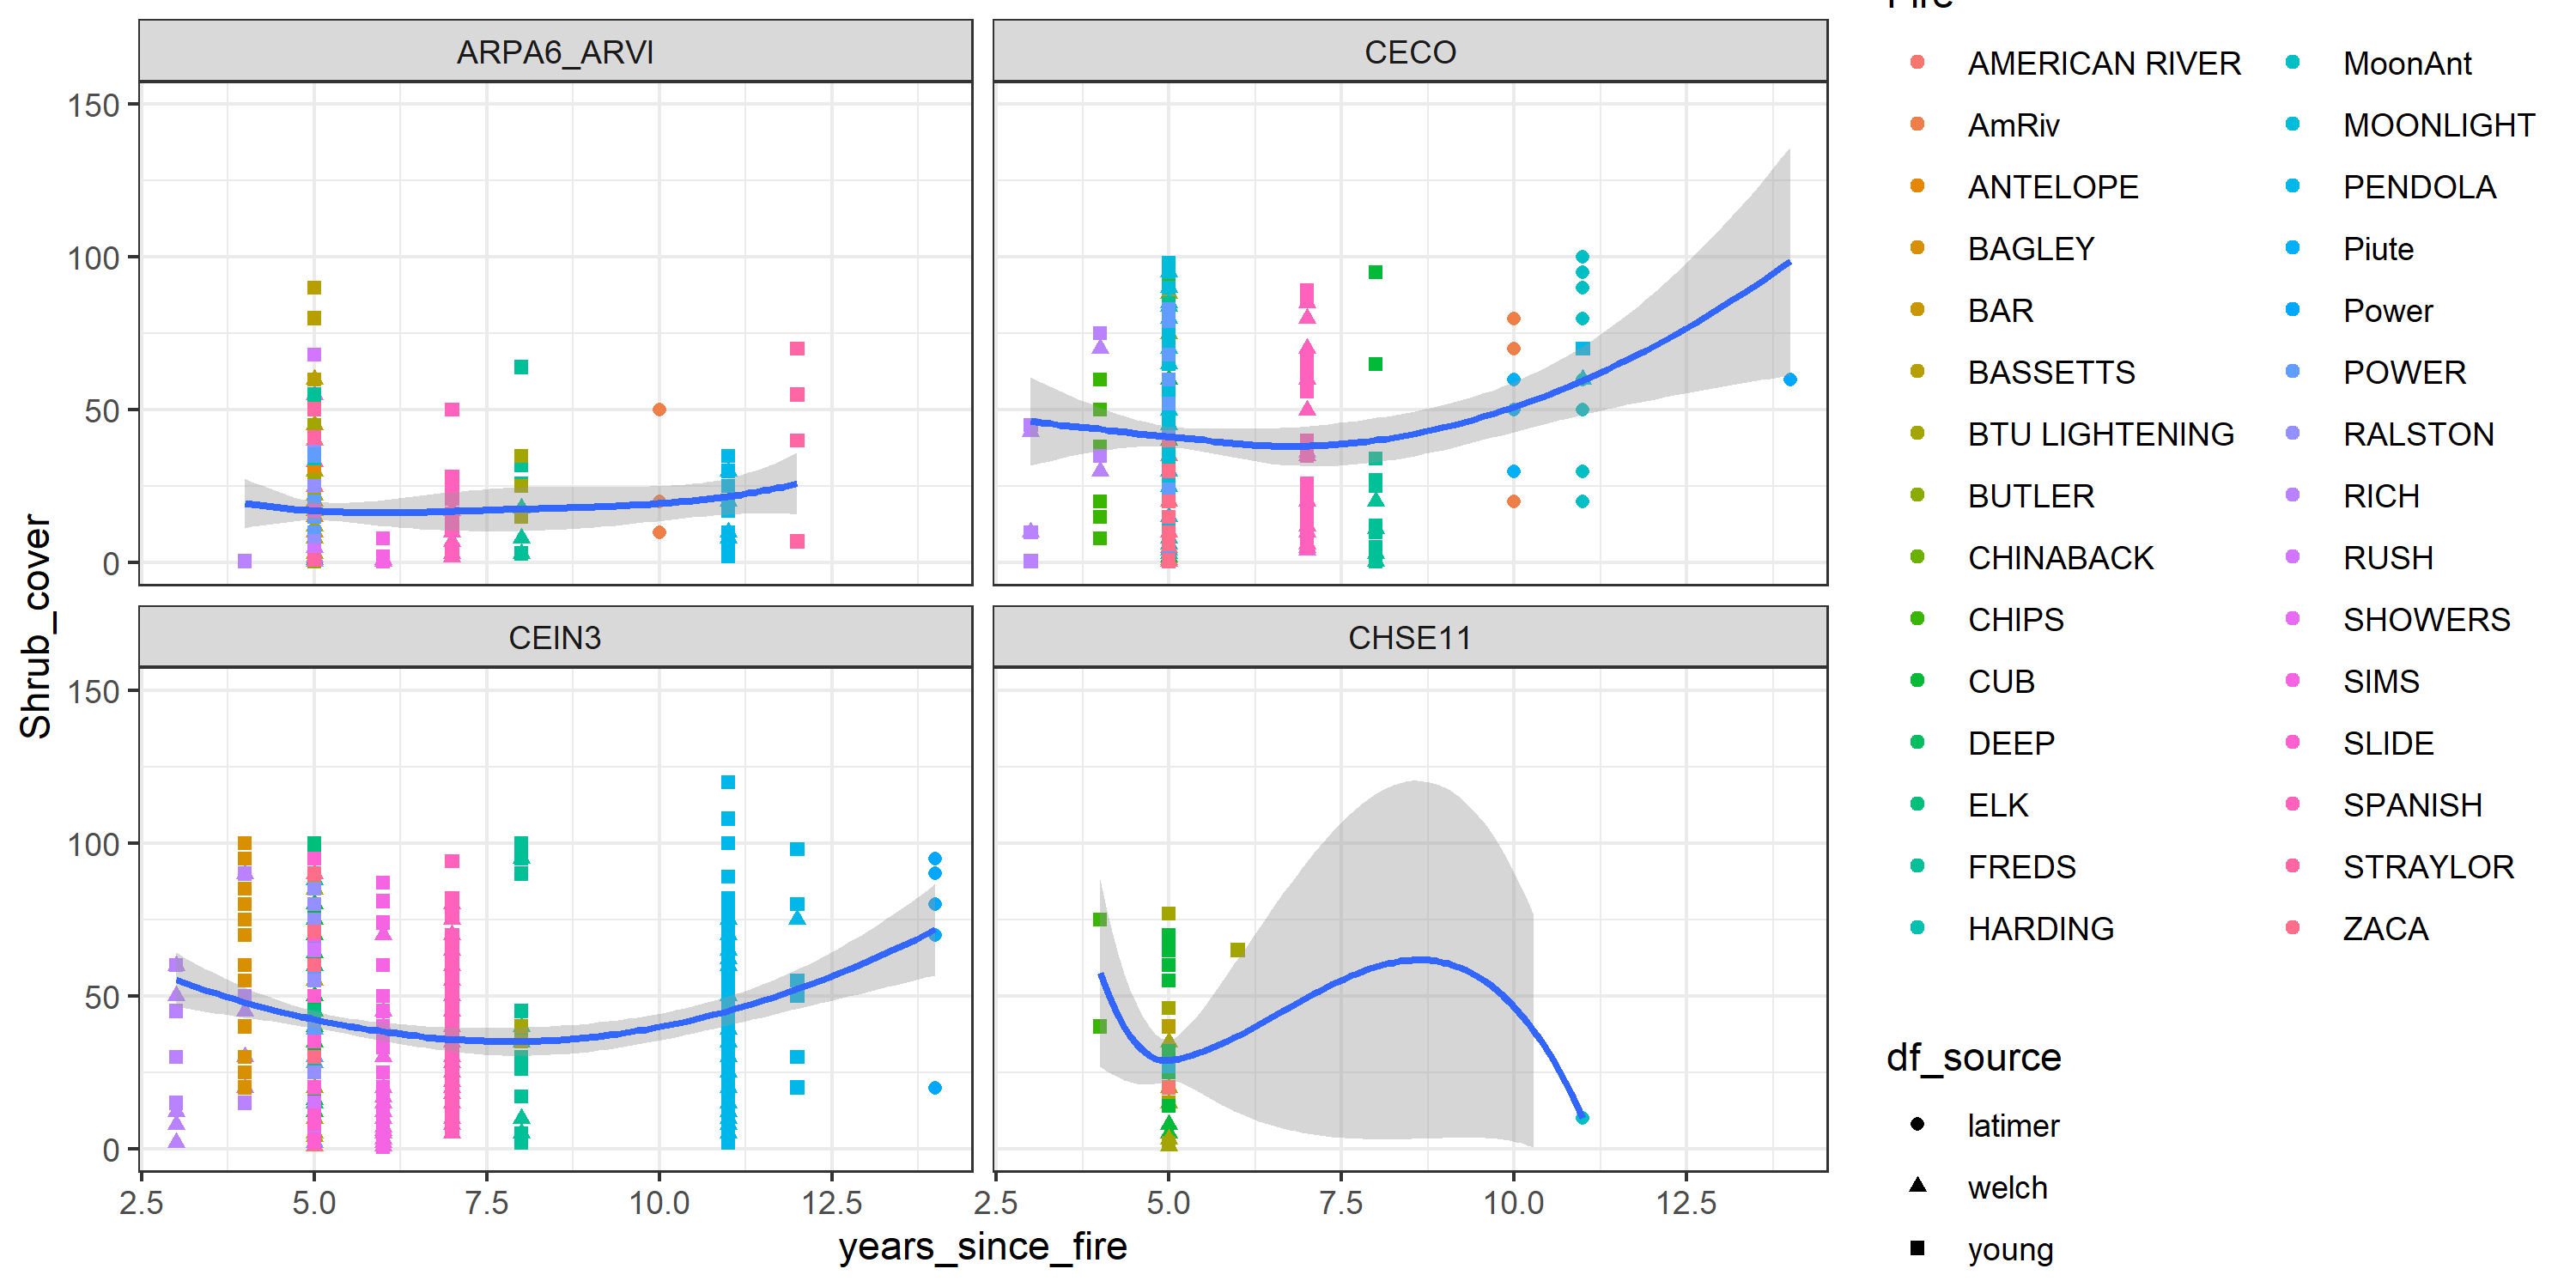 ARPA6_ARVI
CECO
150
100
50
0
CEIN3
CHSE11
150
100
50
0
2.5 5.0 7.5 10.0 12.5
2.5 5.0 7.5 10.0 12.5
years_since_fire
Shrub_cover
Fire
AMERICAN RIVER
AmRiv
ANTELOPE
BAGLEY
BAR
BASSETTS
BTU LIGHTENING
BUTLER
CHINABACK
CHIPS
CUB
DEEP
ELK
FREDS
HARDING
MoonAnt
MOONLIGHT
PENDOLA
Piute
Power
POWER
RALSTON
RICH
RUSH
SHOWERS
SIMS
SLIDE
SPANISH
STRAYLOR
ZACA
df_source
latimer
welch
young